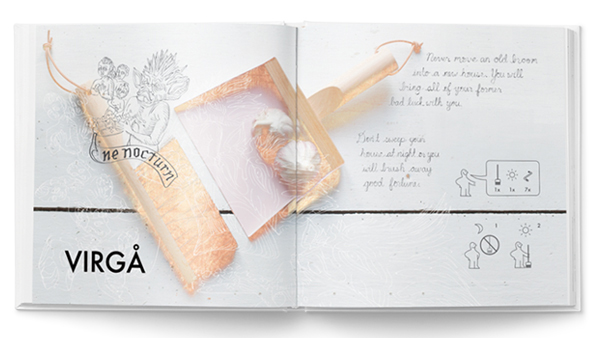 ne nocturn
VIRGÅ
Never move an old broom
into a new house. You will
bring all of your former
bad luck with you.
Don't sweep your
house at night or you
will brush away
good fortune.
1x 1x 2x
1 2